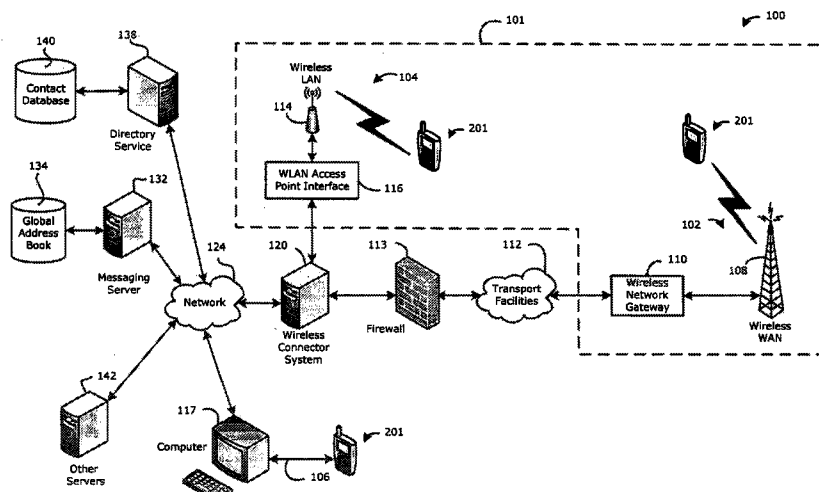 101
100
138
140
Contact
Database
Directory
Service
Wireless
LAN
104
114
201
WLAN Access
Point Interface
116
201
102
108
Wireless
WAN
134
Global
Address
Book
132
Messaging
Server
124
Network
120
Wireless
Connector
System
113
Firewall
112
Transport
Facilities
110
Wireless
Network
Gateway
142
Other
Servers
117
Computer
106
201